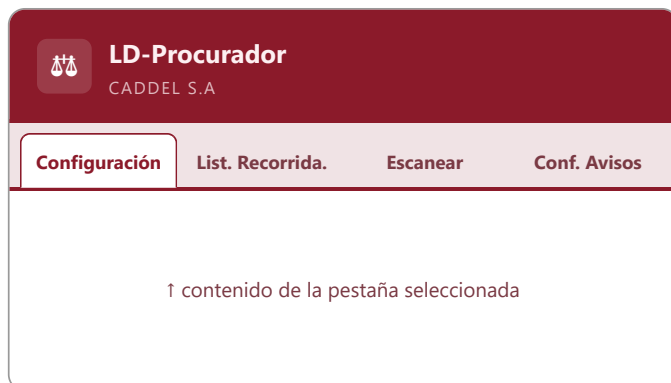 LD-Procurador
CADDEL S.A
Configuración List. Recorrida. Escanear Conf. Avisos
↑ contenido de la pestaña seleccionada